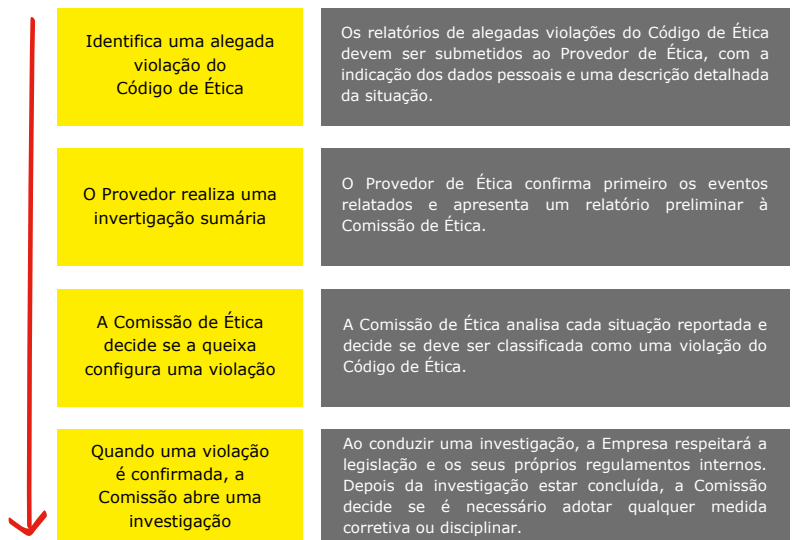 Identifica uma alegada
violação do
Código de Ética
Os relatórios de alegadas violações do Código de Ética
devem ser submetidos ao Provedor de Ética, com a
indicação dos dados pessoais e uma descrição detalhada
da situação.
O Provedor realiza uma
invertigação sumária
O Provedor de Ética confirma primeiro os eventos
relatados e apresenta um relatório preliminar à
Comissão de Ética.
A Comissão de Ética
decide se a queixa
configura uma violação
A Comissão de Ética analisa cada situação reportada e
decide se deve ser classificada como uma violação do
Código de Ética.
Quando uma violação
é confirmada, a
Comissão abre uma
investigação
Ao conduzir uma investigação, a Empresa respeitará a
legislação e os seus próprios regulamentos internos.
Depois da investigação estar concluída, a Comissão
decide se é necessário adotar qualquer medida
corretiva ou disciplinar.